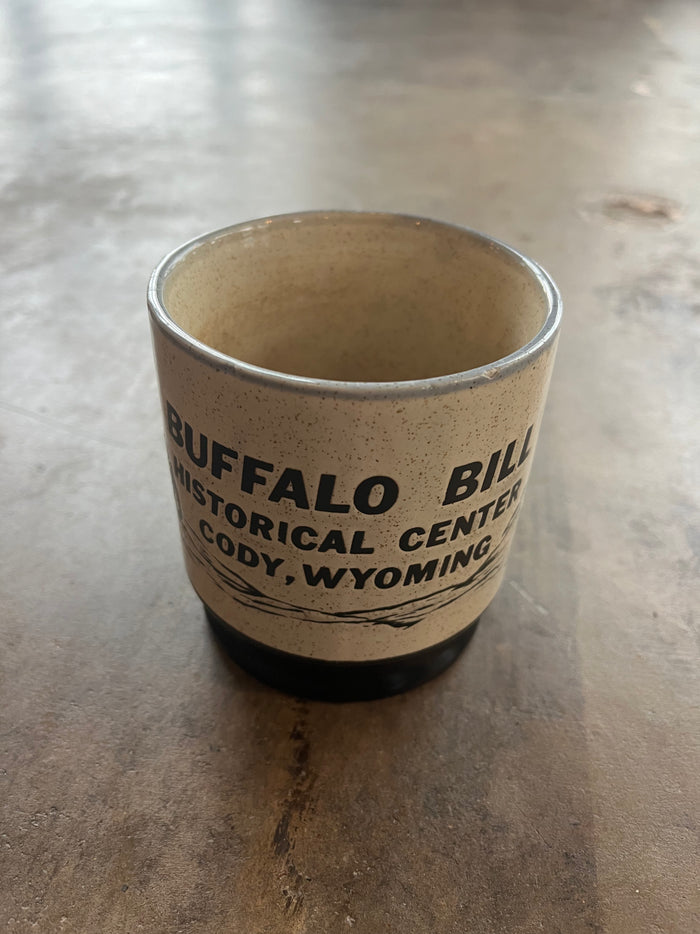 BUFFALO BILL
HISTORICAL CENTER
CODY, WYOMING